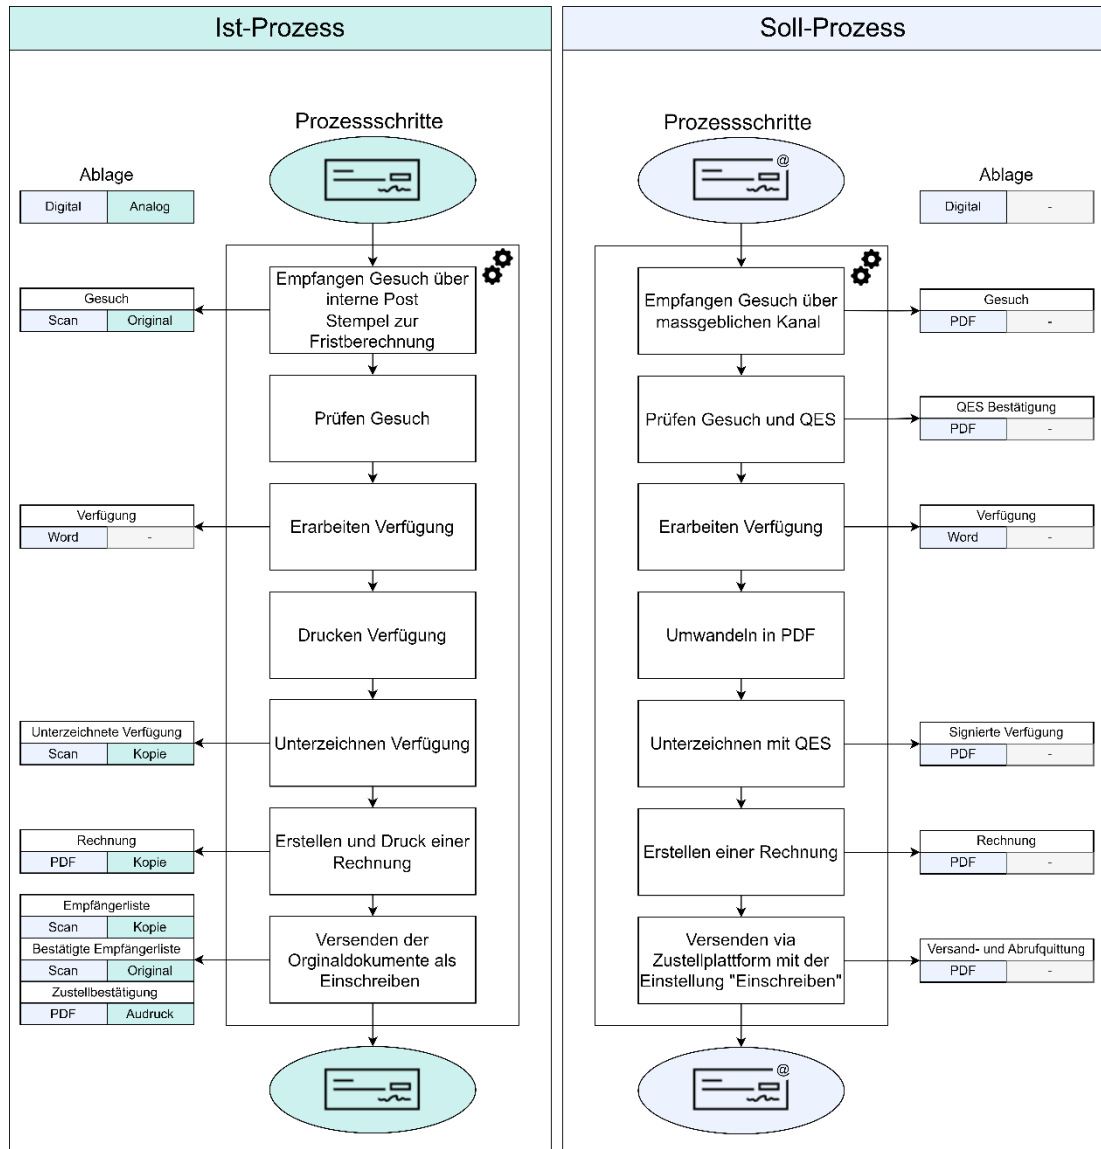 Ist-Prozess
Prozessschritte
Ablage
Digital
Analog
Empfangen Gesuch über
interne Post
Stempel zur
Fristberechnung
Gesuch
Scan
Original
Prüfen Gesuch
Erarbeiten Verfügung
Verfügung
Word
-
Drucken Verfügung
Unterzeichnen Verfügung
Unterzeichnete Verfügung
Scan
Kopie
Erstellen und Druck einer
Rechnung
Rechnung
PDF
Kopie
Versenden der
Orginaldokumente als
Einschreiben
Empfängerliste
Scan
Kopie
Bestätigte Empfängerliste
Scan
Original
Zustellbestätigung
PDF
Audruck
Soll-Prozess
Prozessschritte
@
Ablage
Digital
-
Empfangen Gesuch über
massgeblichen Kanal
Gesuch
PDF
-
Prüfen Gesuch und QES
QES Bestätigung
PDF
-
Erarbeiten Verfügung
Verfügung
Word
-
Umwandeln in PDF
Unterzeichnen mit QES
Signierte Verfügung
PDF
-
Erstellen einer Rechnung
Rechnung
PDF
-
Versenden via
Zustellplattform mit der
Einstellung "Einschreiben"
Versand- und Abrufquittung
PDF
-
@